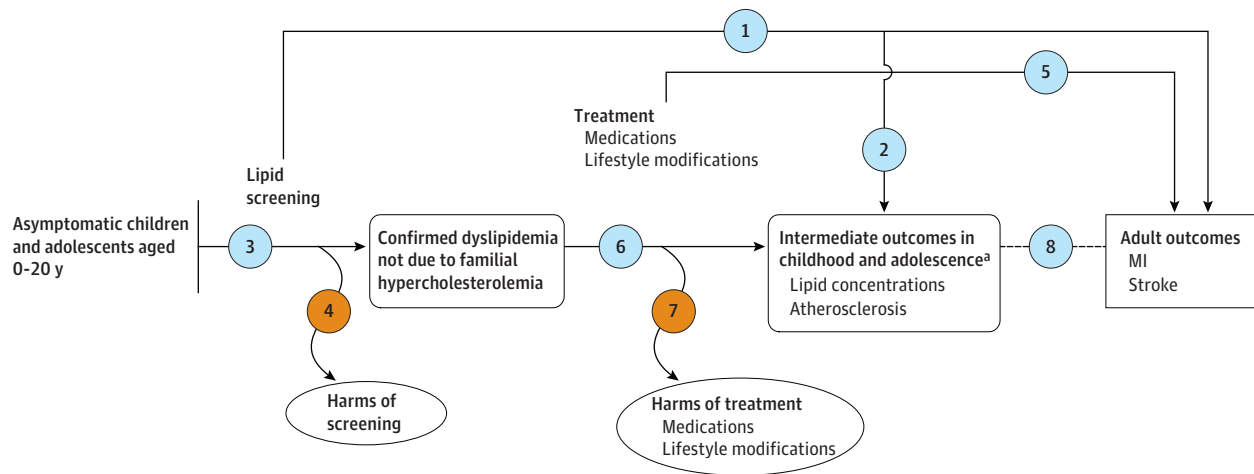 1
5
Treatment
Medications
Lifestyle modifications
2
Lipid
screening
Asymptomatic children
and adolescents aged
0-20 y
3
Confirmed dyslipidemia
not due to familial
hypercholesterolemia
6
Intermediate outcomes in
childhood and adolescenceᵃ
Lipid concentrations
Atherosclerosis
8
Adult outcomes
MI
Stroke
4
7
Harms of
screening
Harms of treatment
Medications
Lifestyle modifications